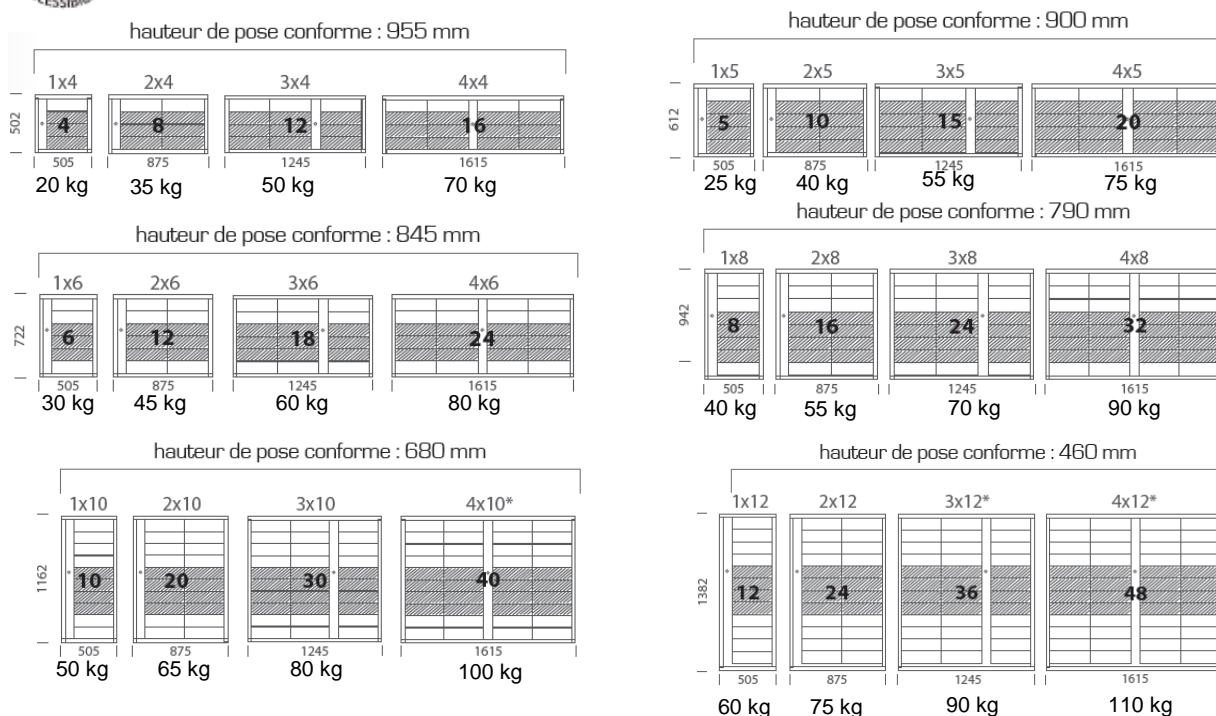 hauteur de pose conforme : 955 mm
1x4 2x4 3x4 4x4
502
4 8 12 16
505 875 1245 1615
20 kg 35 kg 50 kg 70 kg
hauteur de pose conforme : 900 mm
1x5 2x5 3x5 4x5
612
5 10 15 20
505 875 1245 1615
25 kg 40 kg 55 kg 75 kg
hauteur de pose conforme : 845 mm
1x6 2x6 3x6 4x6
722
6 12 18 24
505 875 1245 1615
30 kg 45 kg 60 kg 80 kg
hauteur de pose conforme : 790 mm
1x8 2x8 3x8 4x8
942
8 16 24 32
505 875 1245 1615
40 kg 55 kg 70 kg 90 kg
hauteur de pose conforme : 680 mm
1x10 2x10 3x10 4x10*
1162
10 20 30 40
505 875 1245 1615
50 kg 65 kg 80 kg 100 kg
hauteur de pose conforme : 460 mm
1x12 2x12 3x12* 4x12*
1382
12 24 36 48
505 875 1245 1615
60 kg 75 kg 90 kg 110 kg